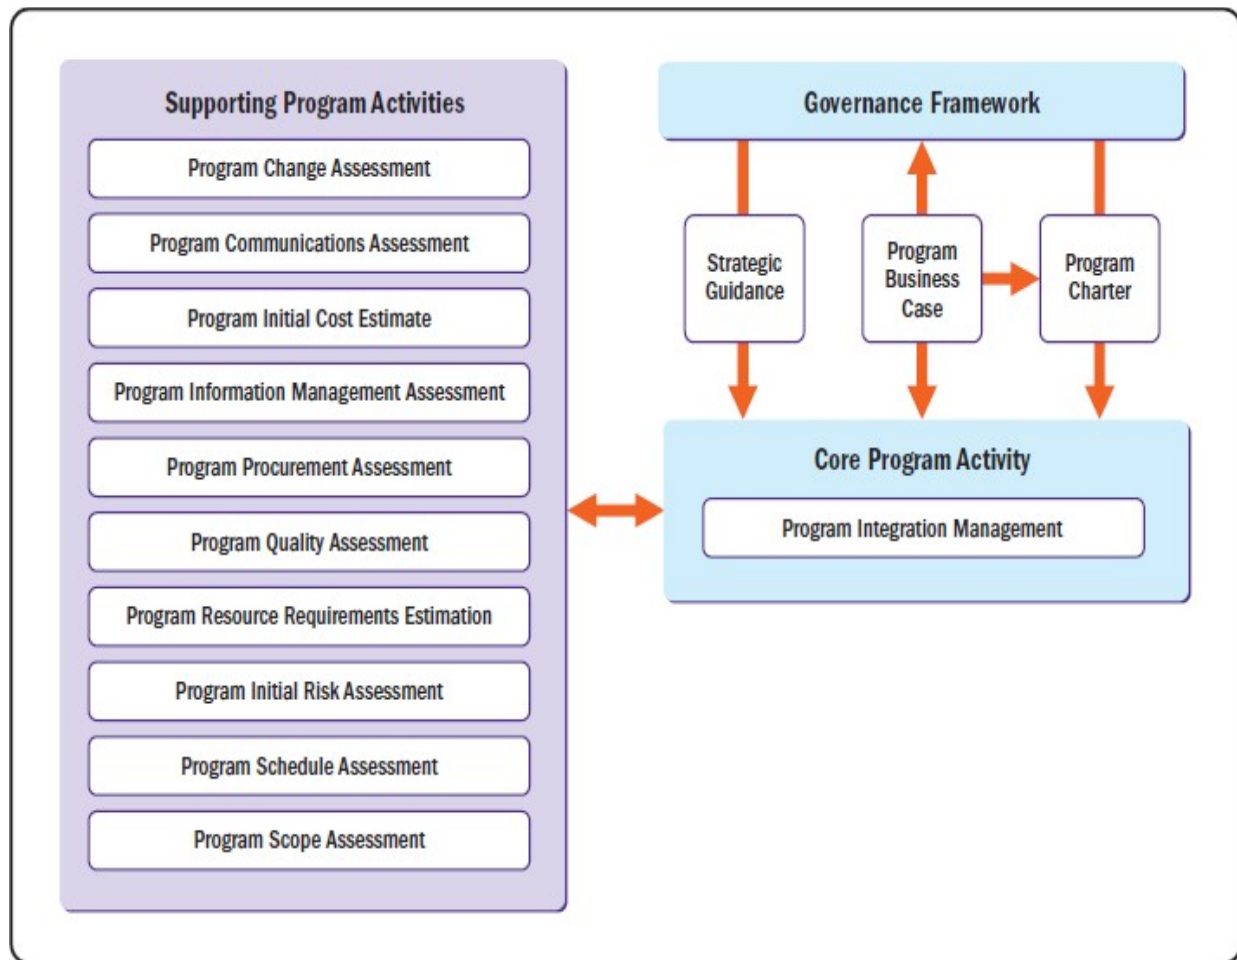 Supporting Program Activities
Program Change Assessment
Program Communications Assessment
Program Initial Cost Estimate
Program Information Management Assessment
Program Procurement Assessment
Program Quality Assessment
Program Resource Requirements Estimation
Program Initial Risk Assessment
Program Schedule Assessment
Program Scope Assessment
Governance Framework
Strategic
Guidance
Program
Business
Case
Program
Charter
Core Program Activity
Program Integration Management